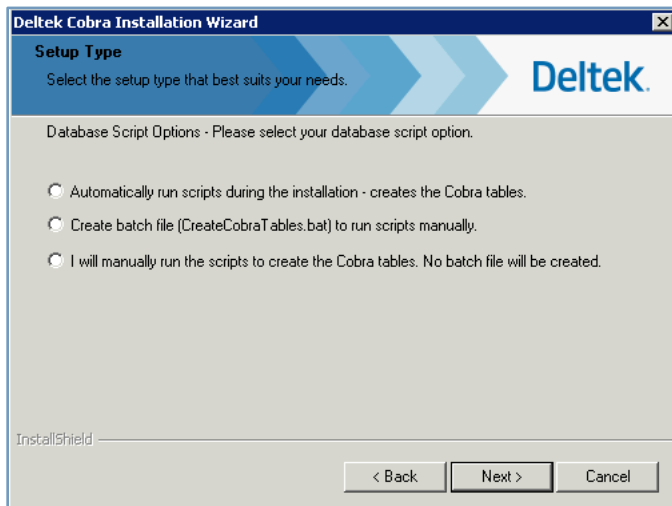 Deltek Cobra Installation Wizard
Setup Type
Select the setup type that best suits your needs.
Deltek.
Database Script Options - Please select your database script option.
Automatically run scripts during the installation - creates the Cobra tables.
Create batch file (CreateCobraTables.bat) to run scripts manually.
I will manually run the scripts to create the Cobra tables. No batch file will be created.
InstallShield
< Back
Next >
Cancel